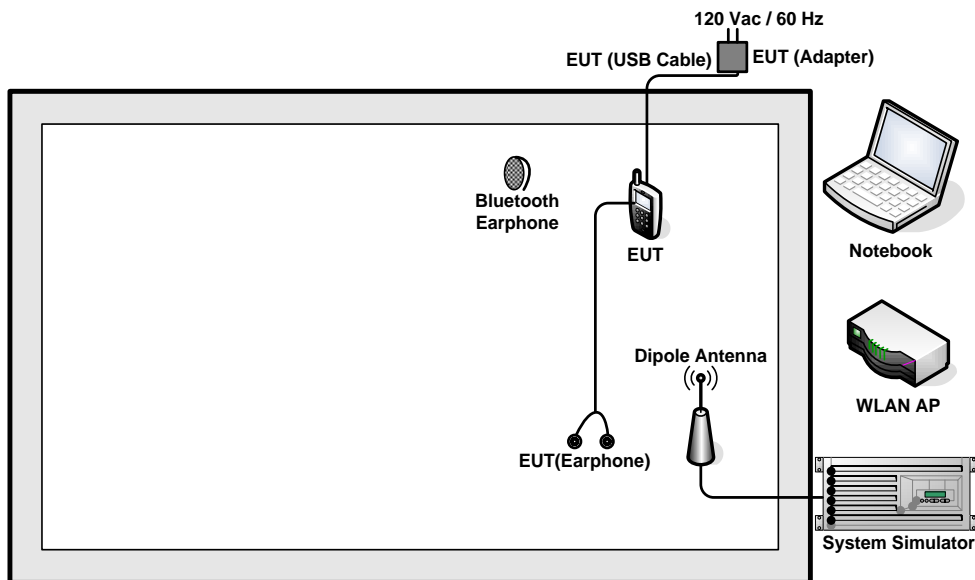 120 Vac / 60 Hz
EUT (USB Cable)
EUT (Adapter)
Bluetooth
Earphone
EUT
Notebook
Dipole Antenna
WLAN AP
EUT(Earphone)
System Simulator